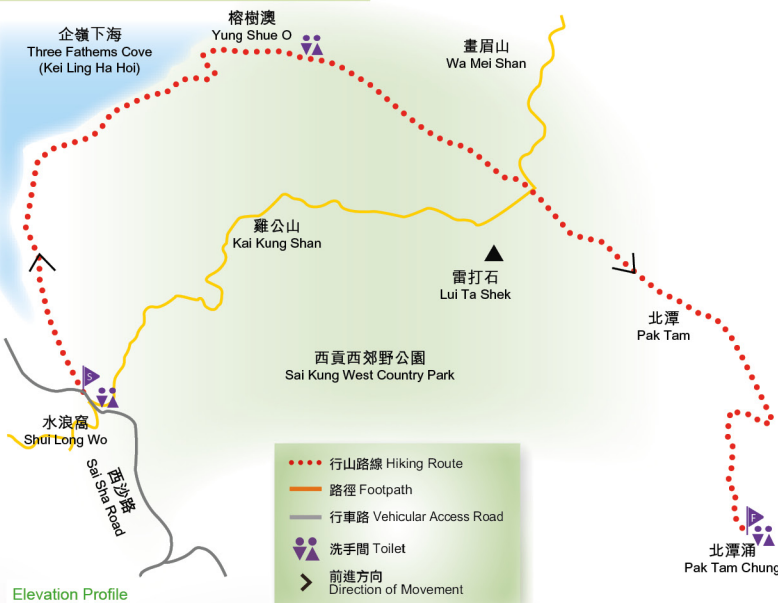 企嶺下海
Three Fathems Cove
(Kei Ling Ha Hoi)
榕樹澳
Yung Shue O
畫眉山
Wa Mei Shan
雞公山
Kai Kung Shan
雷打石
Lui Ta Shek
北潭
Pak Tam
西貢西郊野公園
Sai Kung West Country Park
S
水浪窩
Shui Long Wo
西沙路
Sai Sha Road
F
北潭涌
Pak Tam Chung
行山路線 Hiking Route
路徑 Footpath
行車路 Vehicular Access Road
洗手間 Toilet
前進方向
Direction of Movement
Elevation Profile